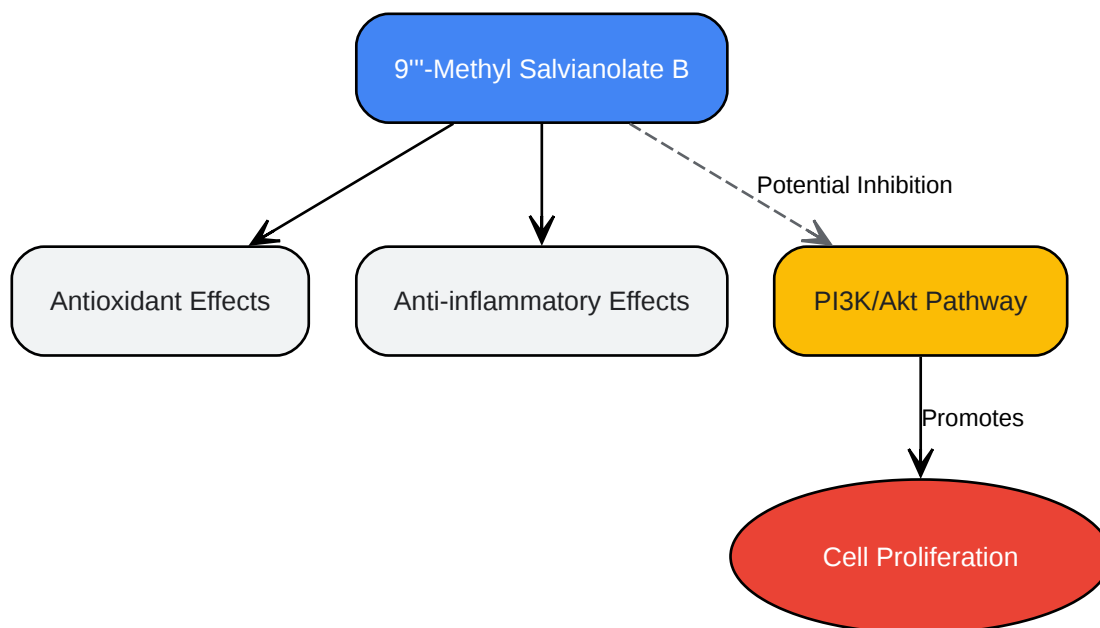 9'''-Methyl Salvianolate B
Potential Inhibition
Antioxidant Effects
Anti-inflammatory Effects
PI3K/Akt Pathway
Promotes
Cell Proliferation